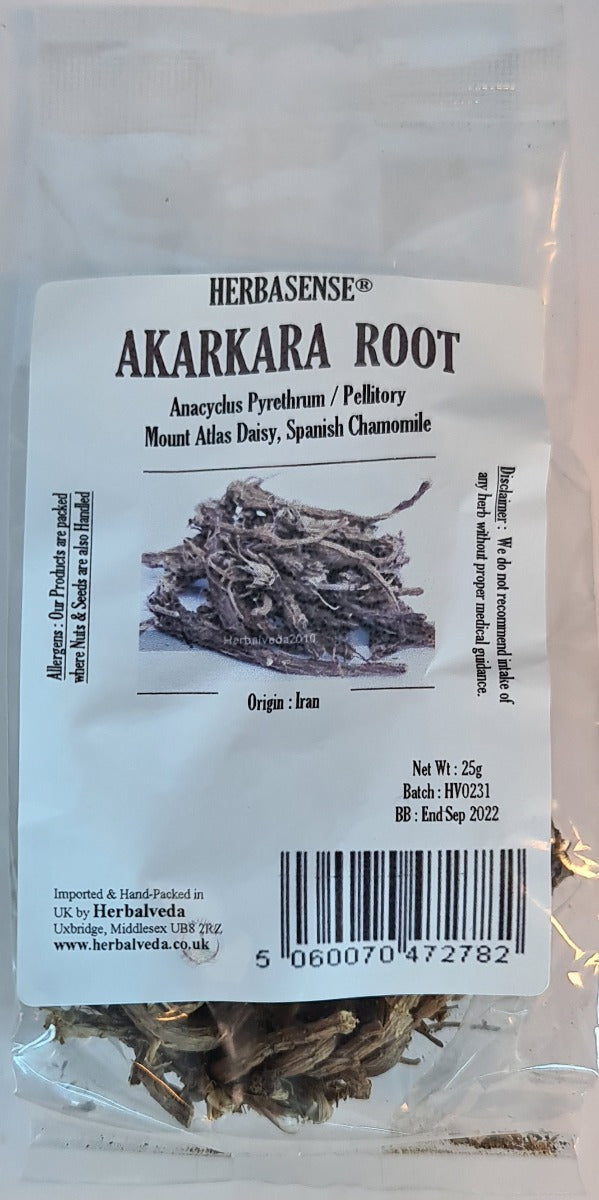 HERBASENSE®
AKARKARA ROOT
Anacyclus Pyrethrum / Pellitory
Mount Atlas Daisy, Spanish Chamomile
Allergens : Our Products are packed
where Nuts & Seeds are also Handled
Disclaimer : We do not recommend intake of
any herb without proper medical guidance.
Herbalveda2010
Origin : Iran
Net Wt : 25g
Batch : HV0231
BB : End Sep 2022
Imported & Hand-Packed in
UK by Herbalveda
Uxbridge, Middlesex UB8 2RZ
www.herbalveda.co.uk
5 060070 472782